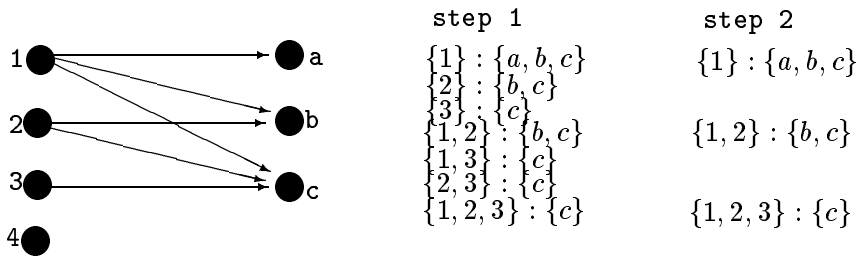 1
2
3
4
a
b
c
step 1
{1} : {a, b, c}
{2} : {b, c}
{3} : {c}
{1, 2} : {b, c}
{1, 3} : {c}
{2, 3} : {c}
{1, 2, 3} : {c}
step 2
{1} : {a, b, c}
{1, 2} : {b, c}
{1, 2, 3} : {c}